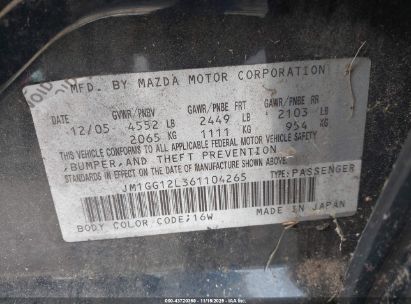 MFD. BY MAZDA MOTOR CORPORATION
DATE GVWR/PNBV GAWR/PNBE FRT GAWR/PNBE RR
12/05 4552 LB 2449 LB 2103 LB
2065 KG 1111 KG 954 KG
THIS VEHICLE CONFORMS TO ALL APPLICABLE FEDERAL MOTOR VEHICLE SAFETY,
BUMPER, AND THEFT PREVENTION
STANDARDS IN EFFECT ON THE DATE OF MANUFACTURE SHOWN ABOVE.
JM1GG12L361104265 TYPE:PASSENGER
BODY COLOR CODE;16W MADE IN JAPAN